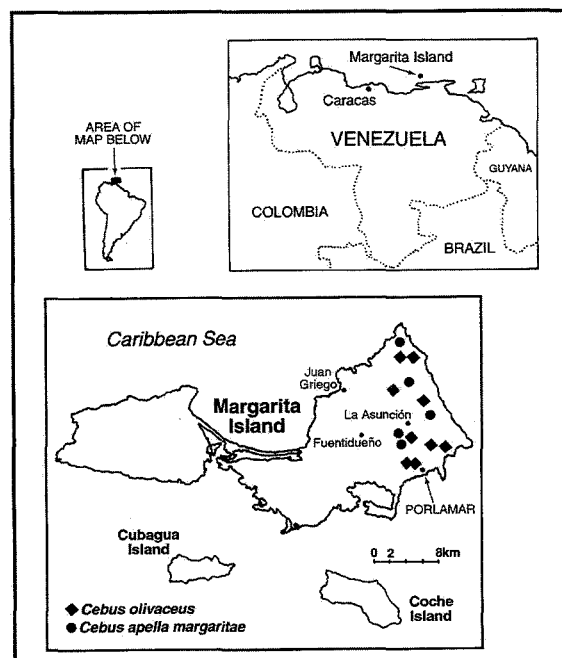 Margarita Island
Caracas
VENEZUELA
GUYANA
COLOMBIA
BRAZIL
AREA OF
MAP BELOW
Caribbean Sea
Juan
Griego
Margarita
Island
La Asunción
Fuentidueño
PORLAMAR
Cubagua
Island
0 2 8km
Coche
Island
Cebus olivaceus
Cebus apella margaritae